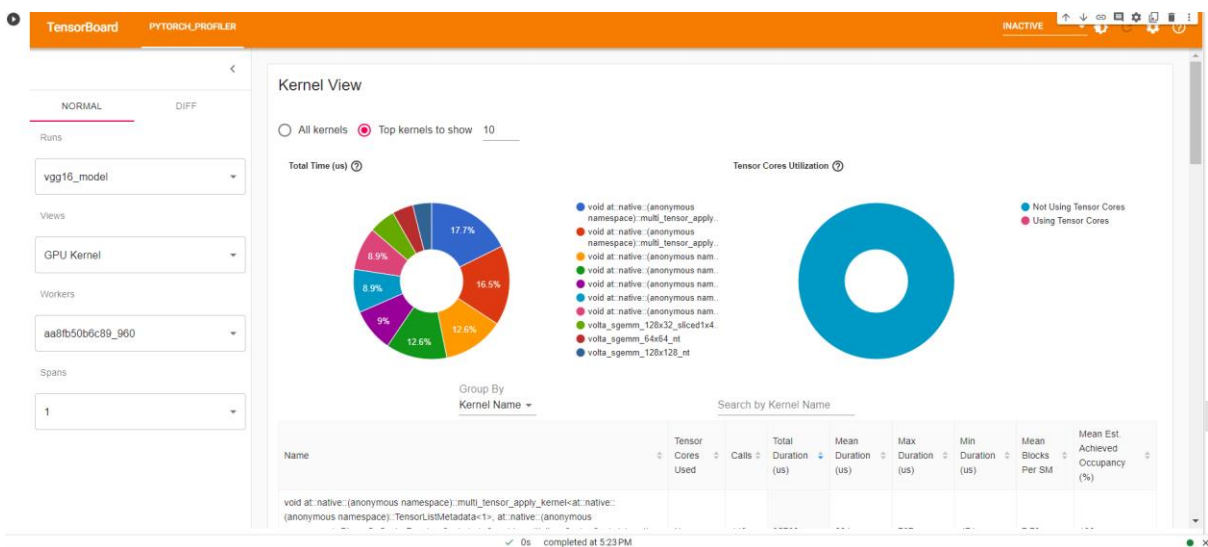 TensorBoard
PYTORCH_PROFILER
INACTIVE
NORMAL
DIFF
Runs
vgg16_model
Views
GPU Kernel
Workers
aa8fb50b6c89_960
Spans
1
Kernel View
All kernels
Top kernels to show 10
Total Time (us)
17.7%
16.5%
12.6%
12.6%
9%
8.9%
8.9%
void at::native::(anonymous
namespace)::multi_tensor_apply..
void at::native::(anonymous
namespace)::multi_tensor_apply..
void at::native::(anonymous nam..
void at::native::(anonymous nam..
void at::native::(anonymous nam..
void at::native::(anonymous nam..
void at::native::(anonymous nam..
volta_sgemm_128x32_sliced1x4..
volta_sgemm_64x64_nt
volta_sgemm_128x128_nt
Tensor Cores Utilization
Not Using Tensor Cores
Using Tensor Cores
Group By
Kernel Name
Search by Kernel Name
Name
Tensor
Cores
Used
Calls
Total
Duration
(us)
Mean
Duration
(us)
Max
Duration
(us)
Min
Duration
(us)
Mean
Blocks
Per SM
Mean Est.
Achieved
Occupancy
(%)
void at::native::(anonymous namespace)::multi_tensor_apply_kernel<at::native::
(anonymous namespace)::TensorListMetadata<1>, at::native::(anonymous
0s completed at 5:23 PM